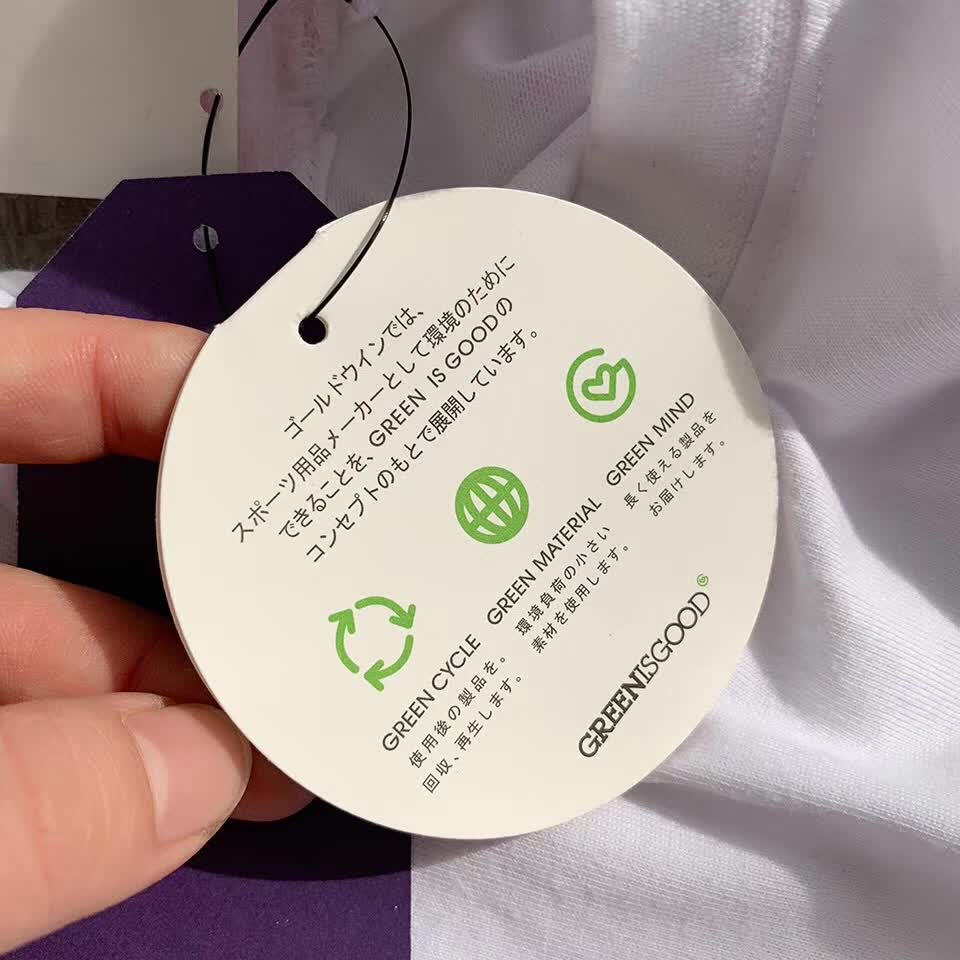 ゴールドウインでは、
スポーツ用品メーカーとして環境のために
できることを、GREEN IS GOODの
コンセプトのもとで展開しています。
GREEN CYCLE
使用後の製品を。
回収、再生します。
GREEN MATERIAL
環境負荷の小さい
素材を使用します。
GREEN MIND
長く使える製品を
お届けします。
GREENISGOOD